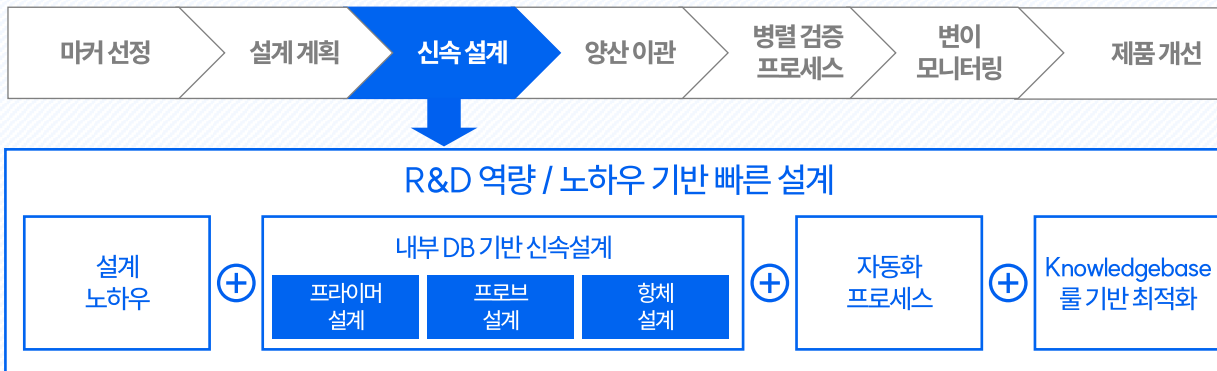 마커 선정
설계 계획
신속 설계
양산 이관
병렬 검증
프로세스
변이
모니터링
제품 개선
R&D 역량 / 노하우 기반 빠른 설계
설계
노하우
내부 DB 기반 신속설계
프라이머
설계
프로브
설계
항체
설계
자동화
프로세스
Knowledgebase
룰 기반 최적화